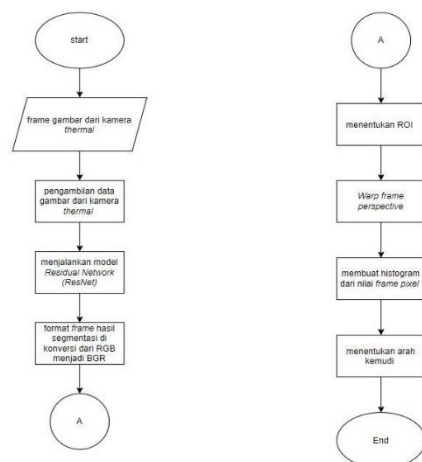 start
frame gambar dari kamera
thermal
pengambilan data
gambar dari kamera
thermal
menjalankan model
Residual Network
(ResNet)
format frame hasil
segmentasi di
konversi dari RGB
menjadi BGR
A
A
menentukan ROI
Warp frame
perspective
membuat histogram
dari nilai frame pixel
menentukan arah
kemudi
End